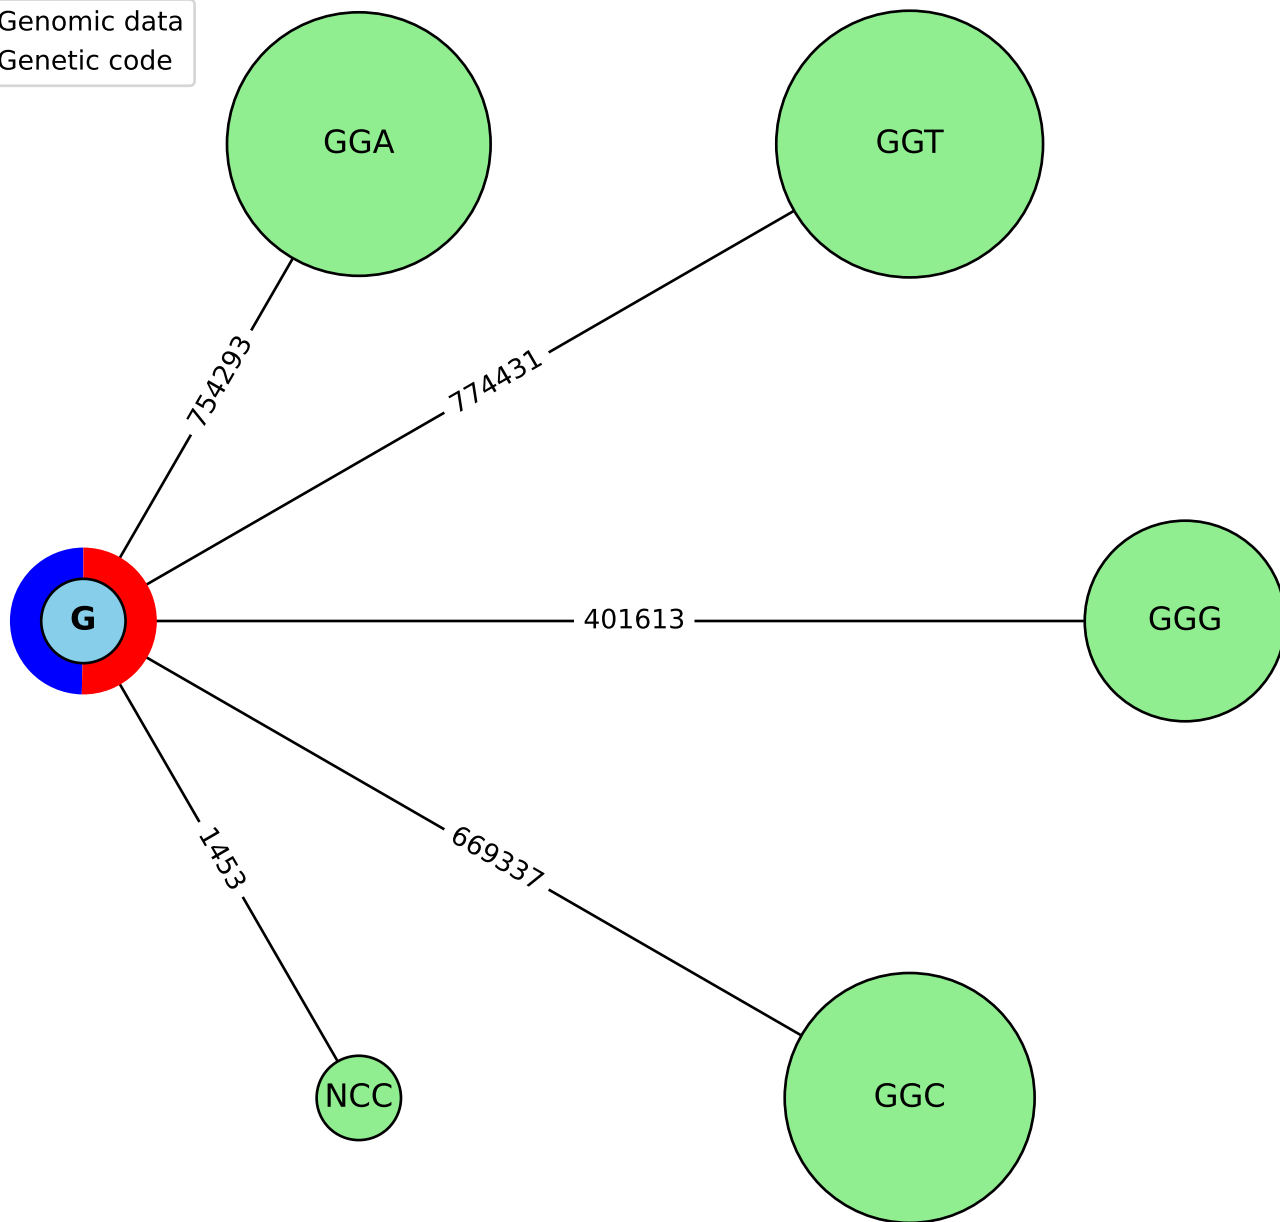 Genomic data
Genetic code
GGA
GGT
754293
774431
G
401613
GGG
1453
669337
NCC
GGC